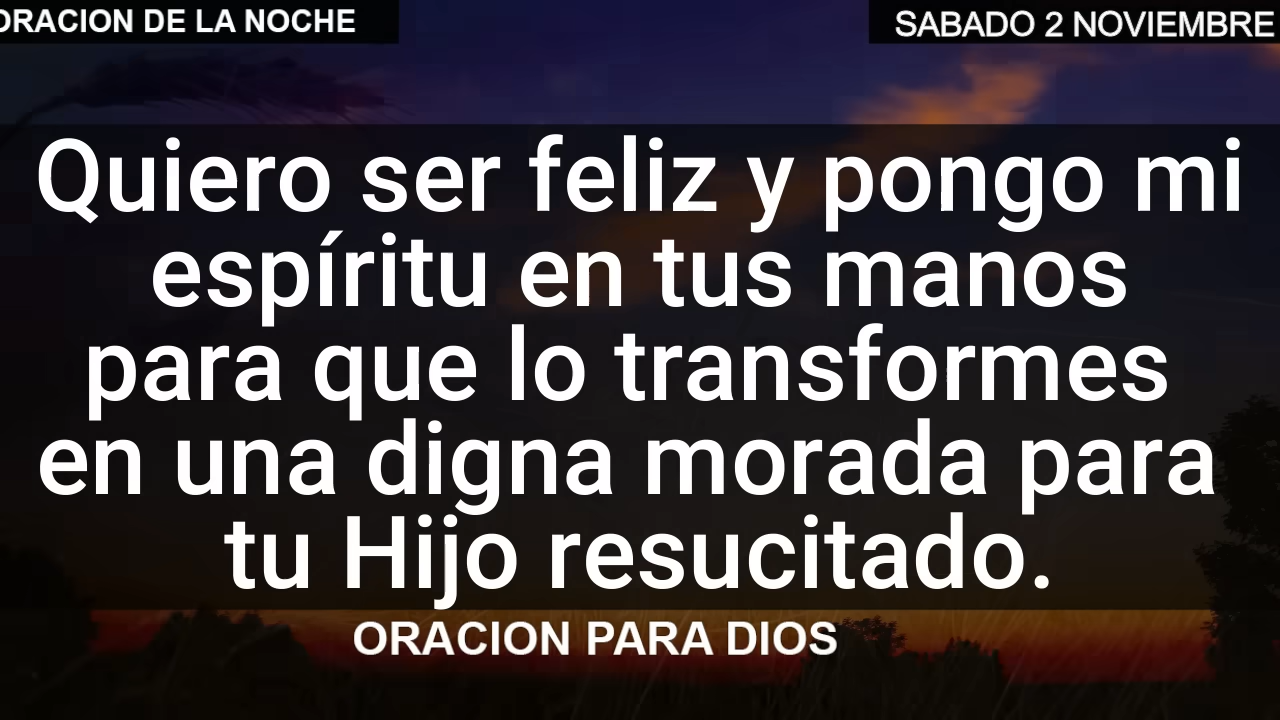 ORACION DE LA NOCHE
SABADO 2 NOVIEMBRE
Quiero ser feliz y pongo mi
espíritu en tus manos
para que lo transformes
en una digna morada para
tu Hijo resucitado.
ORACION PARA DIOS